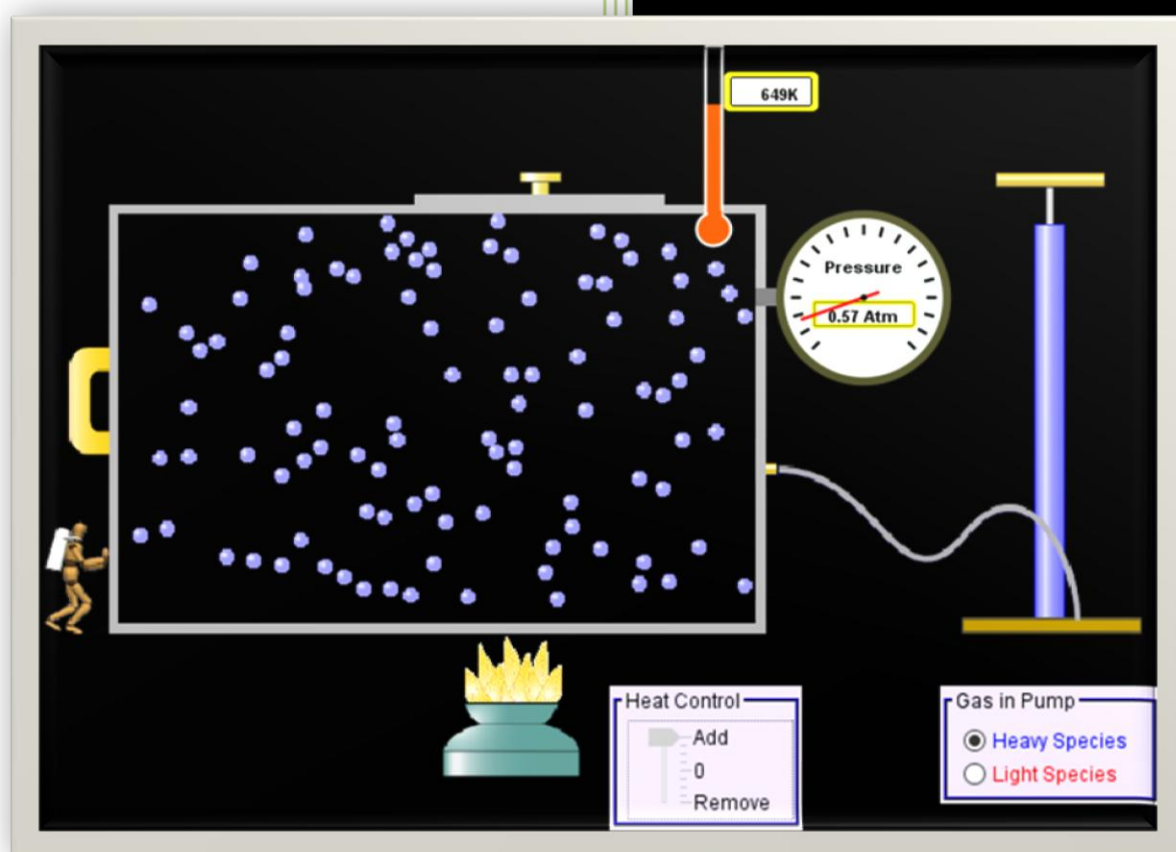 649K
Pressure
0.57 Atm
Heat Control
Add
0
Remove
Gas in Pump
Heavy Species
Light Species